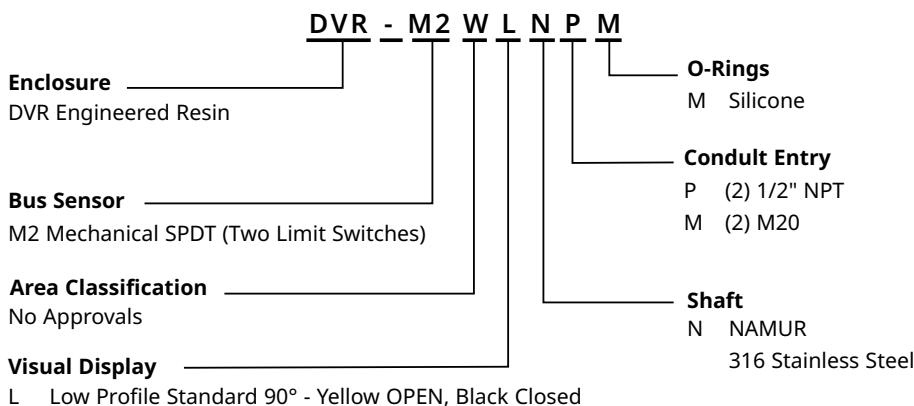 DVR - M2 W L N P M
Enclosure
DVR Engineered Resin
Bus Sensor
M2 Mechanical SPDT (Two Limit Switches)
Area Classification
No Approvals
Visual Display
L Low Profile Standard 90° - Yellow OPEN, Black Closed
O-Rings
M Silicone
Condult Entry
P (2) 1/2" NPT
M (2) M20
Shaft
N NAMUR
316 Stainless Steel